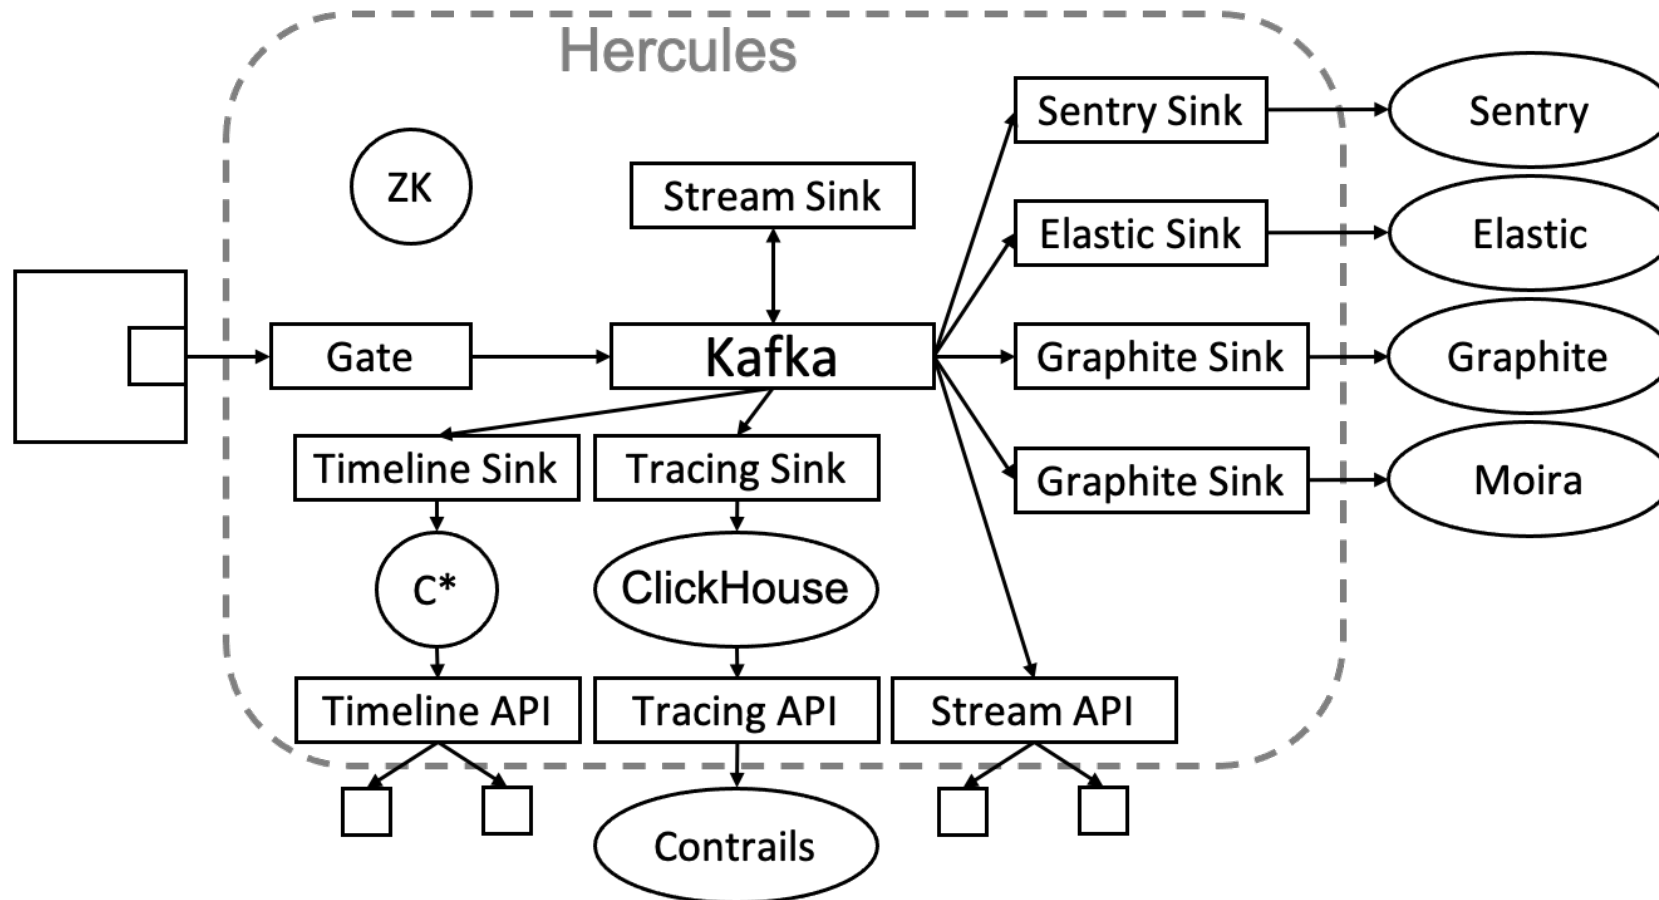 Hercules
Sentry Sink
Sentry
ZK
Stream Sink
Elastic Sink
Elastic
Gate
Kafka
Graphite Sink
Graphite
Timeline Sink
Tracing Sink
Graphite Sink
Moira
C*
ClickHouse
Timeline API
Tracing API
Stream API
Contrails